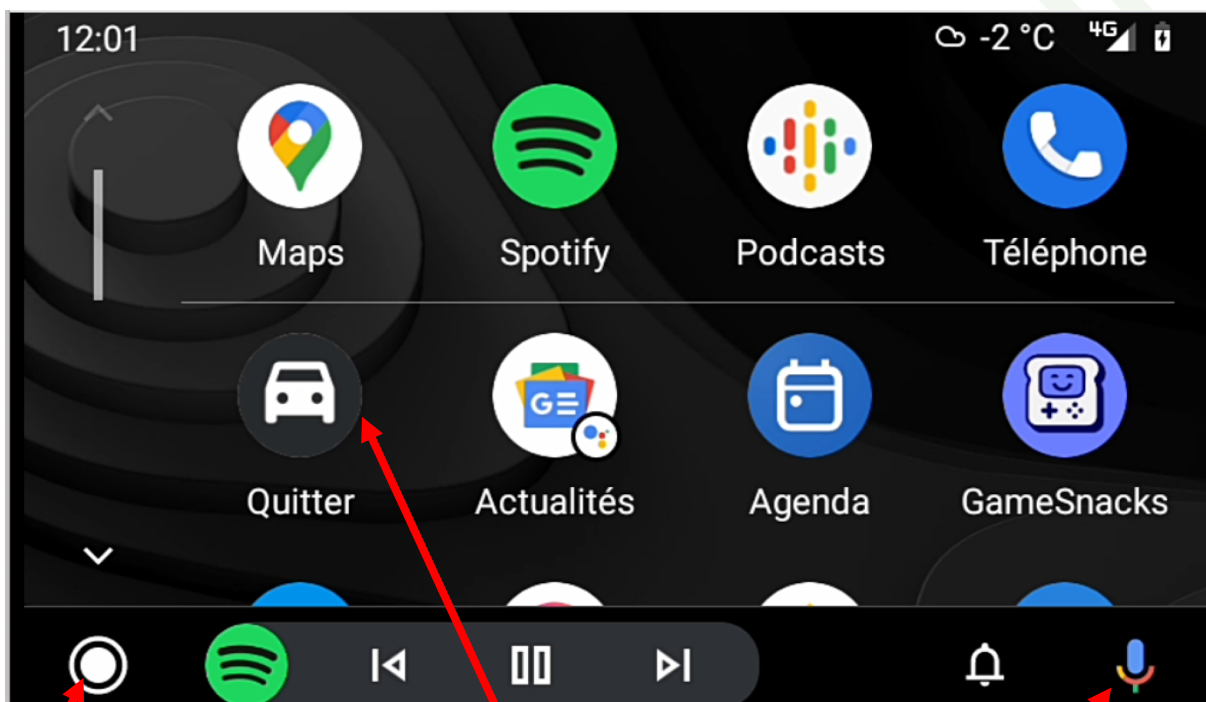 12:01
-2 °C 4G
Maps Spotify Podcasts Téléphone
G
Quitter Actualités Agenda GameSnacks